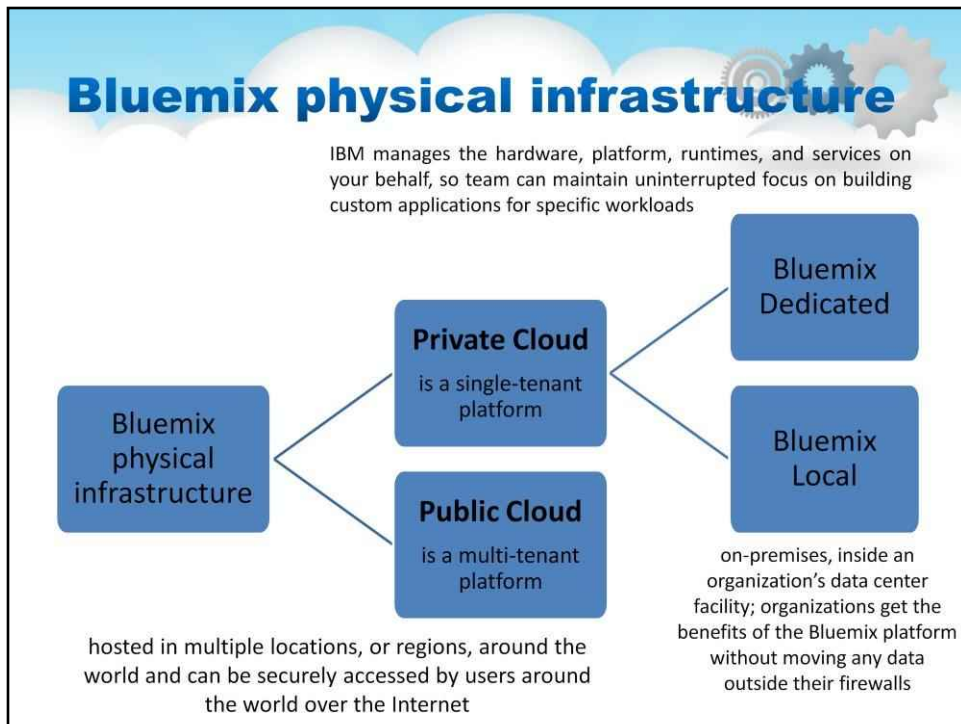 Bluemix physical infrastructure
IBM manages the hardware, platform, runtimes, and services on
your behalf, so team can maintain uninterrupted focus on building
custom applications for specific workloads
Bluemix
Dedicated
Private Cloud
is a single-tenant
platform
Bluemix
physical
infrastructure
Bluemix
Local
Public Cloud
is a multi-tenant
platform
on-premises, inside an
organization’s data center
facility; organizations get the
benefits of the Bluemix platform
without moving any data
outside their firewalls
hosted in multiple locations, or regions, around the
world and can be securely accessed by users around
the world over the Internet